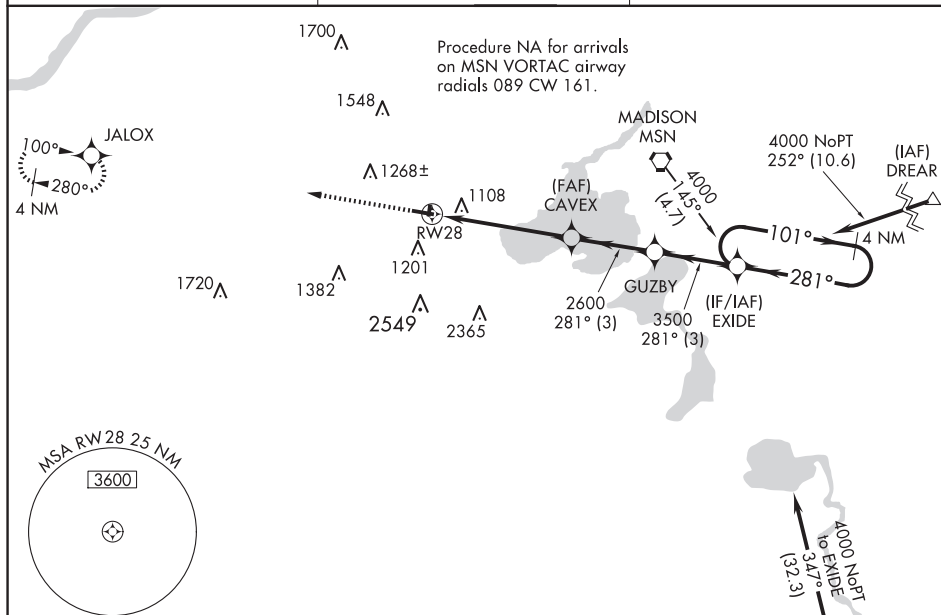 1700
Procedure NA for arrivals
on MSN VORTAC airway
radials 089 CW 161.
1548
MADISON
MSN
4000 NoPT
252° (10.6)
(IAF)
DREAR
JALOX
100°
280°
4 NM
1268±
4000
145°
(4.7)
(FAF)
CAVEX
1108
RW28
101°
4 NM
281°
1201
GUZBY
(IF/IAF)
EXIDE
1720
1382
2600
281° (3)
3500
281° (3)
2549
2365
MSA RW28 25 NM
3600
4000 NoPT
to EXIDE
347°
(32.3)